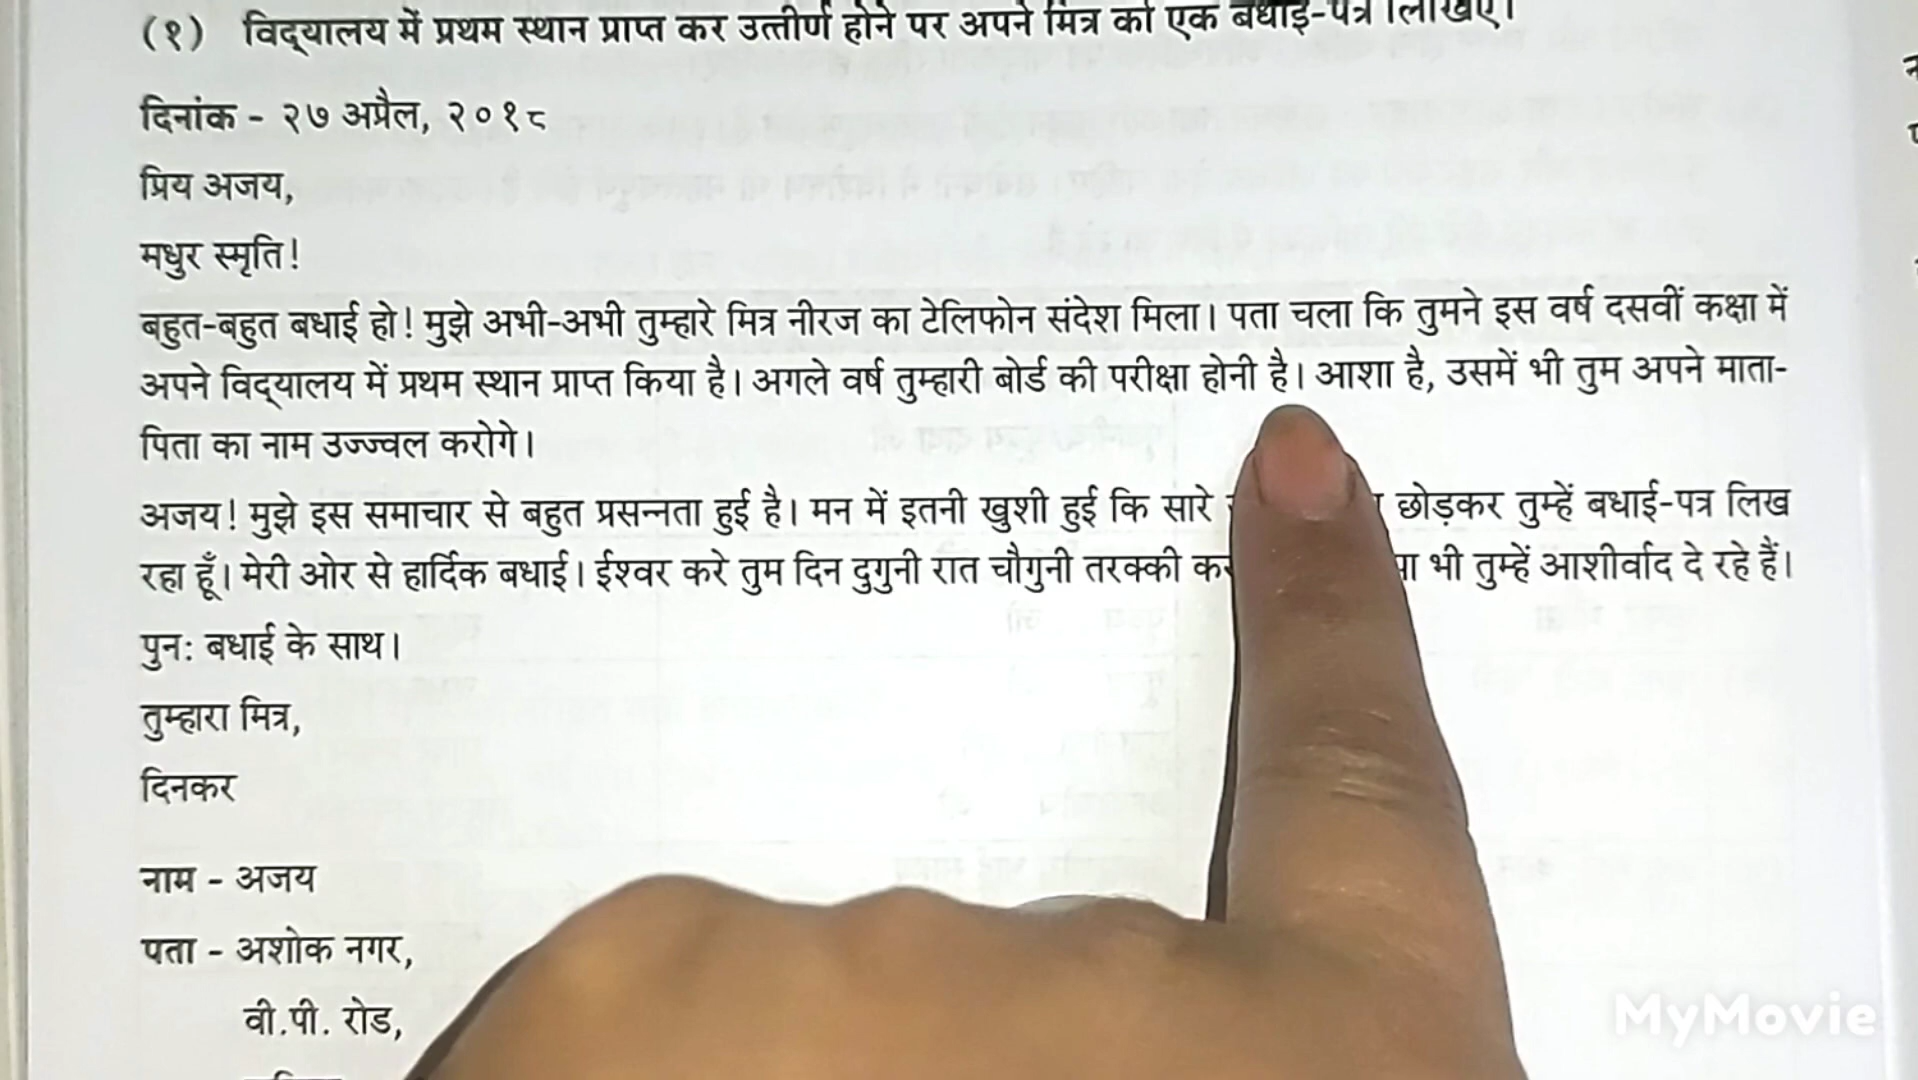 (१) विद्यालय में प्रथम स्थान प्राप्त कर उत्तीर्ण होने पर अपने मित्र को एक बधाई-पत्र लिखिए।
दिनांक - २७ अप्रैल, २०१८
प्रिय अजय,
मधुर स्मृति!
बहुत-बहुत बधाई हो! मुझे अभी-अभी तुम्हारे मित्र नीरज का टेलिफोन संदेश मिला। पता चला कि तुमने इस वर्ष दसवीं कक्षा में
अपने विद्यालय में प्रथम स्थान प्राप्त किया है। अगले वर्ष तुम्हारी बोर्ड की परीक्षा होनी है। आशा है, उसमें भी तुम अपने माता-
पिता का नाम उज्ज्वल करोगे।
अजय! मुझे इस समाचार से बहुत प्रसन्नता हुई है। मन में इतनी खुशी हुई कि सारे छोड़कर तुम्हें बधाई-पत्र लिख
रहा हूँ। मेरी ओर से हार्दिक बधाई। ईश्वर करे तुम दिन दुगुनी रात चौगुनी तरक्की भी तुम्हें आशीर्वाद दे रहे हैं।
पुनः बधाई के साथ।
तुम्हारा मित्र,
दिनकर
नाम - अजय
पता - अशोक नगर,
वी.पी. रोड,
MyMovie